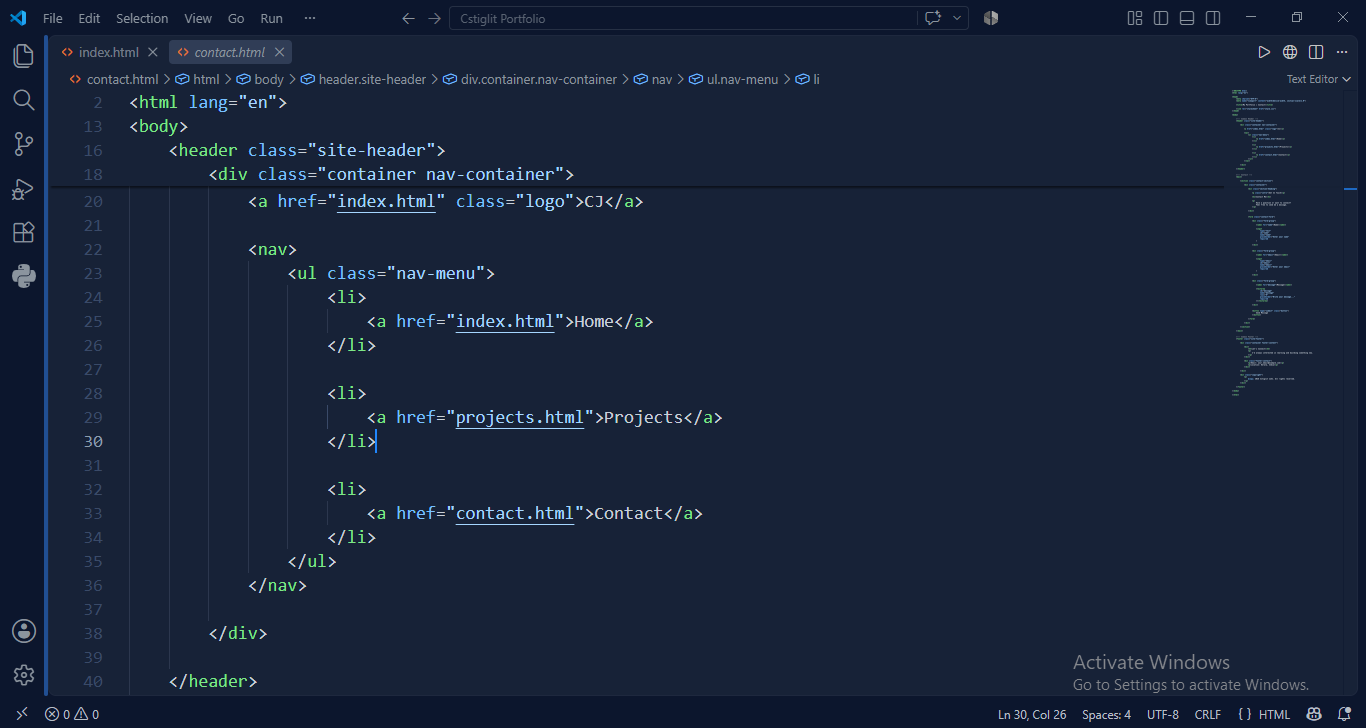 File Edit Selection View Go Run ···
Cstiglit Portfolio
index.html
contact.html
contact.html > html > body > header.site-header > div.container.nav-container > nav > ul.nav-menu > li
Text Editor
2 <html lang="en">
13 <body>
16 <header class="site-header">
18 <div class="container nav-container">
20 <a href="index.html" class="logo">CJ</a>
21
22 <nav>
23 <ul class="nav-menu">
24 <li>
25 <a href="index.html">Home</a>
26 </li>
27
28 <li>
29 <a href="projects.html">Projects</a>
30 </li>
31
32 <li>
33 <a href="contact.html">Contact</a>
34 </li>
35 </ul>
36 </nav>
37
38 </div>
39
40 </header>
Activate Windows
Go to Settings to activate Windows.
0 0
Ln 30, Col 26 Spaces: 4 UTF-8 CRLF { } HTML